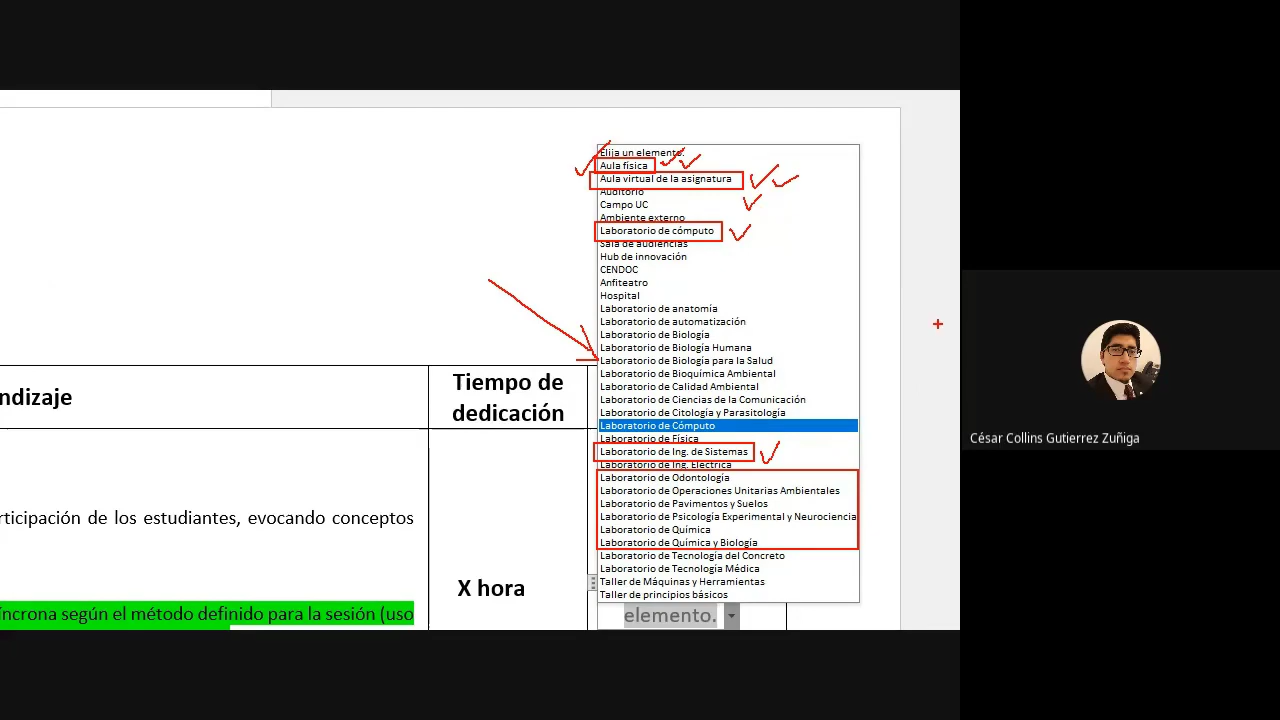 Elija un elemento.
Aula física
Aula virtual de la asignatura
Auditorio
Campo UC
Ambiente externo
Laboratorio de cómputo
Sala de audiencias
Hub de innovación
CENDOC
Anfiteatro
Hospital
Laboratorio de anatomía
Laboratorio de automatización
Laboratorio de Biología
Laboratorio de Biología Humana
Laboratorio de Biología para la Salud
Laboratorio de Bioquímica Ambiental
Laboratorio de Calidad Ambiental
Laboratorio de Ciencias de la Comunicación
Laboratorio de Citología y Parasitología
Laboratorio de Cómputo
Laboratorio de Física
Laboratorio de Ing. de Sistemas
Laboratorio de Ing. Eléctrica
Laboratorio de Odontología
Laboratorio de Operaciones Unitarias Ambientales
Laboratorio de Pavimentos y Suelos
Laboratorio de Psicología Experimental y Neurociencia
Laboratorio de Química
Laboratorio de Química y Biología
Laboratorio de Tecnología del Concreto
Laboratorio de Tecnología Médica
Taller de Máquinas y Herramientas
Taller de principios básicos
elemento.
ndizaje
Tiempo de
dedicación
rticipación de los estudiantes, evocando conceptos
X hora
íncrona según el método definido para la sesión (uso
César Collins Gutierrez Zuñiga